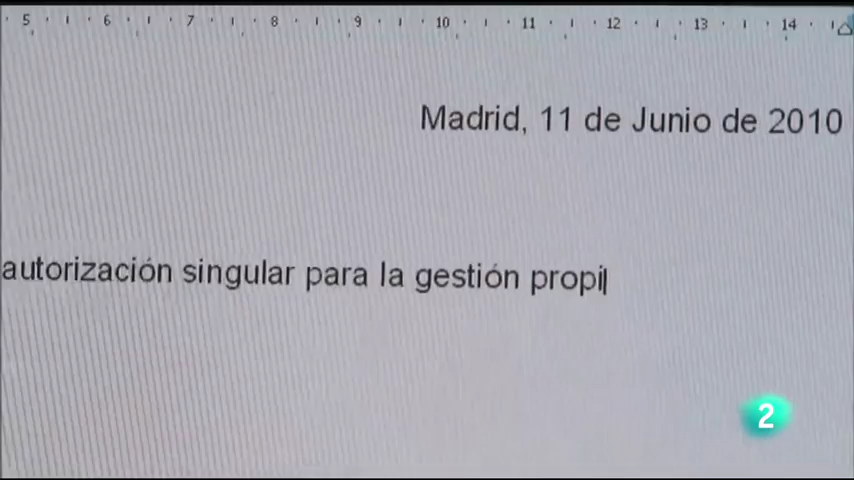 5 6 7 8 9 10 11 12 13 14
Madrid, 11 de Junio de 2010
autorización singular para la gestión propi
2